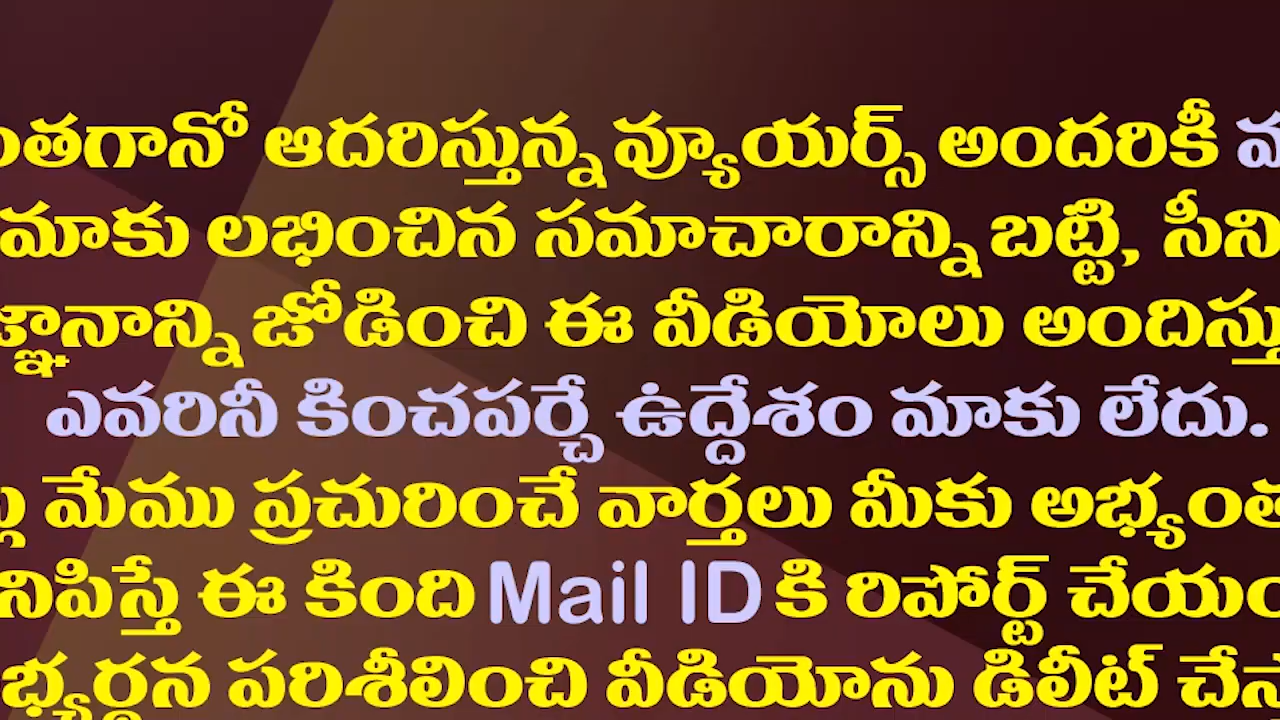 ంతగానో ఆదరిస్తున్న వ్యూయర్స్ అందరికీ
మాకు లభించిన సమాచారాన్ని బట్టి, సీని
జ్ఞానాన్ని జోడించి ఈ వీడియోలు అందిస్తు
ఎవరినీ కించపర్చే ఉద్దేశం మాకు లేదు.
మేము ప్రచురించే వార్తలు మీకు అభ్యంత
నిపిస్తే ఈ కింది Mail ID కి రిపోర్ట్ చేయం
భ్యర్థన పరిశీలించి వీడియోను డిలీట్ చేస